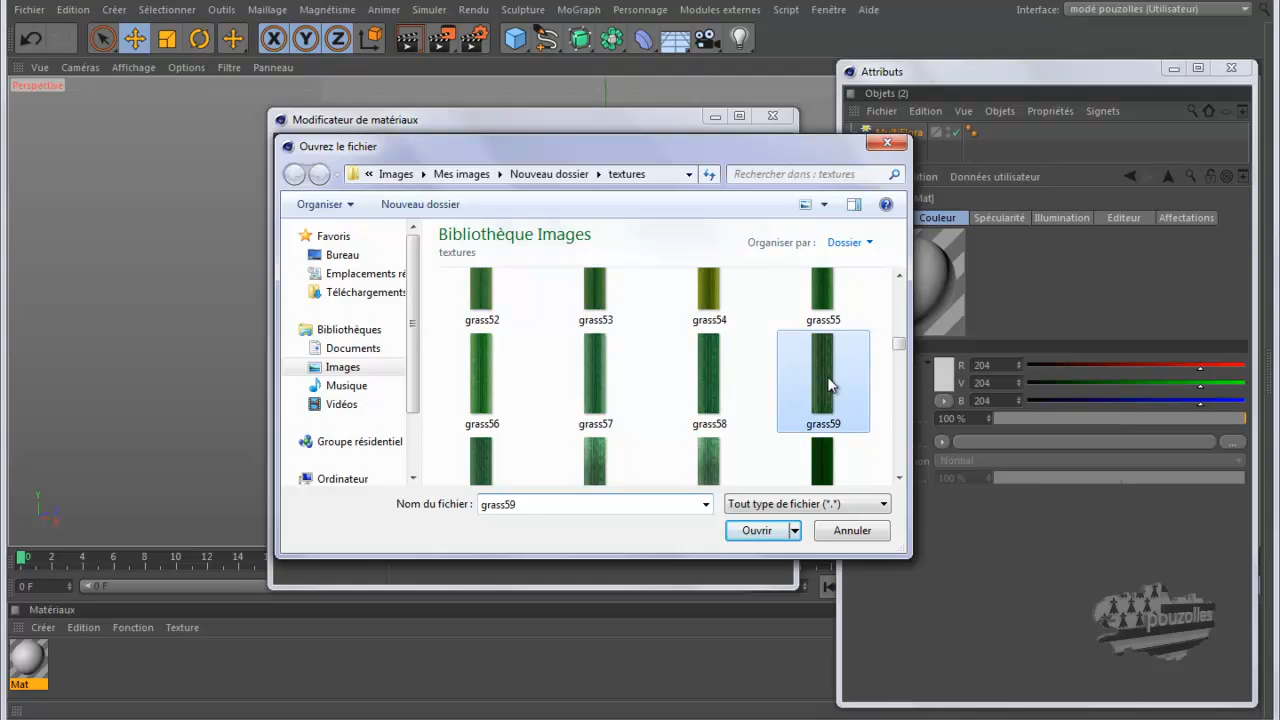 Fichier Edition Créer Sélectionner Outils Maillage Magnétisme Animer Simuler Rendu Sculpture MoGraph Personnage Modules externes Script Fenêtre Aide Interface: modé pouzolles (Utilisateur)
X Y Z
Vue Caméras Affichage Options Filtre Panneau
Attributs
Perspective
Objets (2)
Modificateur de matériaux
Fichier Edition Vue Objets Propriétés Signets
Ouvrez le fichier
« Images Mes images Nouveau dossier textures Rechercher dans : textures
Données utilisateur
Mat]
Organiser Nouveau dossier
Couleur Spécularité Illumination Editeur Affectations
Favoris
Bureau
Emplacements ré
Téléchargements
Bibliothèques
Documents
Images
Musique
Vidéos
Groupe résidentiel
Ordinateur
Bibliothèque Images
textures
Organiser par : Dossier
grass52 grass53 grass54 grass55
grass56 grass57 grass58 grass59
Nom du fichier : grass59 Tout type de fichier (*.*)
Ouvrir Annuler
R 204
V 204
B 204
100 %
...
Normal
100 %
Y
0 2 4 6 8 10 12 14
0 F 0 F
Matériaux
Créer Edition Fonction Texture
Mat
pouzolles